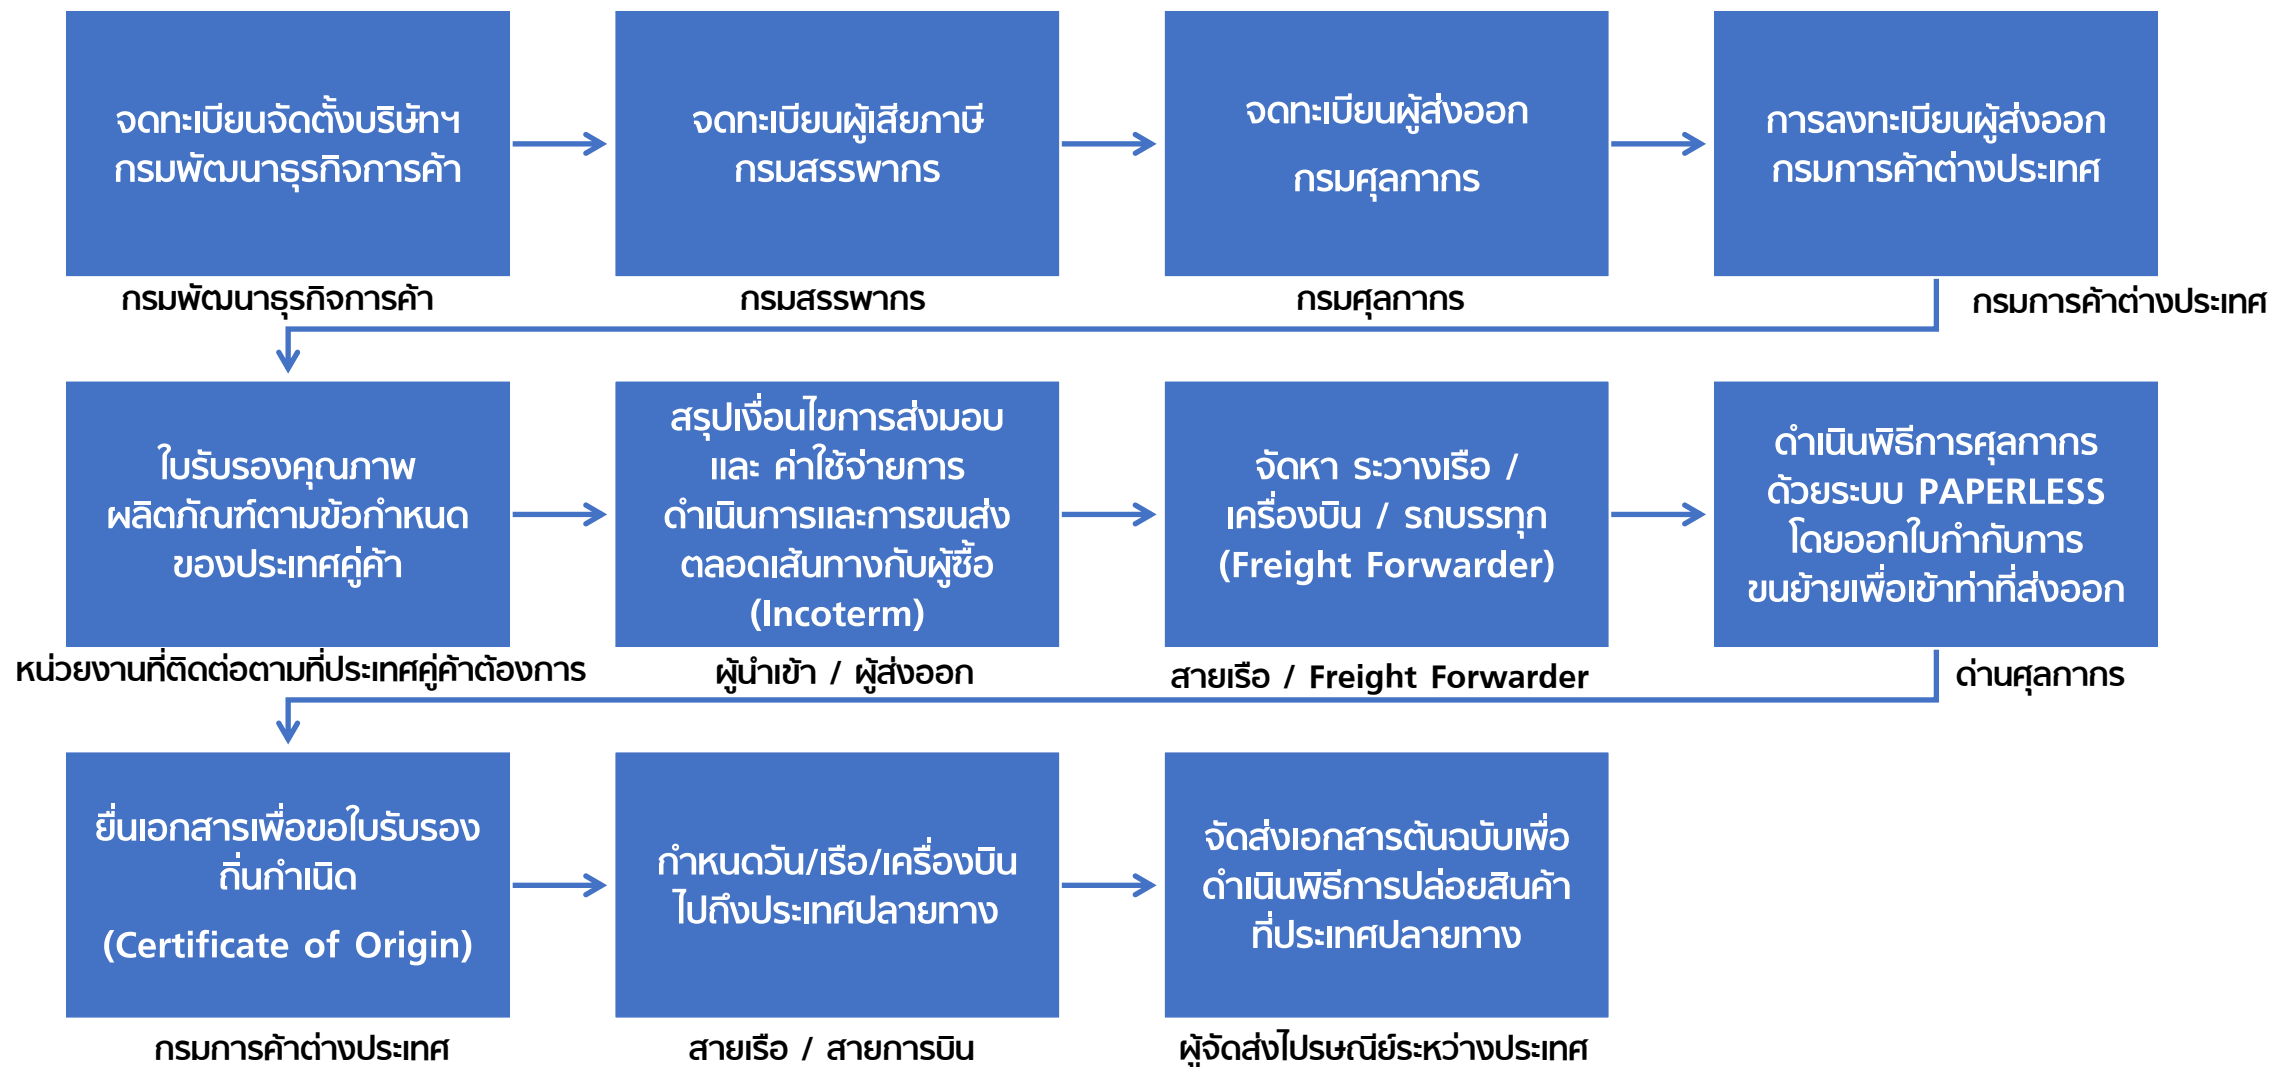 จดทะเบียนจัดตั้งบริษัทฯ
กรมพัฒนาธุรกิจการค้า
กรมพัฒนาธุรกิจการค้า
จดทะเบียนผู้เสียภาษี
กรมสรรพากร
กรมสรรพากร
จดทะเบียนผู้ส่งออก
กรมศุลกากร
กรมศุลกากร
การลงทะเบียนผู้ส่งออก
กรมการค้าต่างประเทศ
กรมการค้าต่างประเทศ
ใบรับรองคุณภาพ
ผลิตภัณฑ์ตามข้อกำหนด
ของประเทศคู่ค้า
หน่วยงานที่ติดต่อตามที่ประเทศคู่ค้าต้องการ
สรุปเงื่อนไขการส่งมอบ
และ ค่าใช้จ่ายการ
ดำเนินการและการขนส่ง
ตลอดเส้นทางกับผู้ซื้อ
(Incoterm)
ผู้นำเข้า / ผู้ส่งออก
จัดหา ระวางเรือ /
เครื่องบิน / รถบรรทุก
(Freight Forwarder)
สายเรือ / Freight Forwarder
ดำเนินพิธีการศุลกากร
ด้วยระบบ PAPERLESS
โดยออกใบกำกับการ
ขนย้ายเพื่อเข้าท่าที่ส่งออก
ด่านศุลกากร
ยื่นเอกสารเพื่อขอใบรับรอง
ถิ่นกำเนิด
(Certificate of Origin)
กรมการค้าต่างประเทศ
กำหนดวัน/เรือ/เครื่องบิน
ไปถึงประเทศปลายทาง
สายเรือ / สายการบิน
จัดส่งเอกสารต้นฉบับเพื่อ
ดำเนินพิธีการปล่อยสินค้า
ที่ประเทศปลายทาง
ผู้จัดส่งไปรษณีย์ระหว่างประเทศ